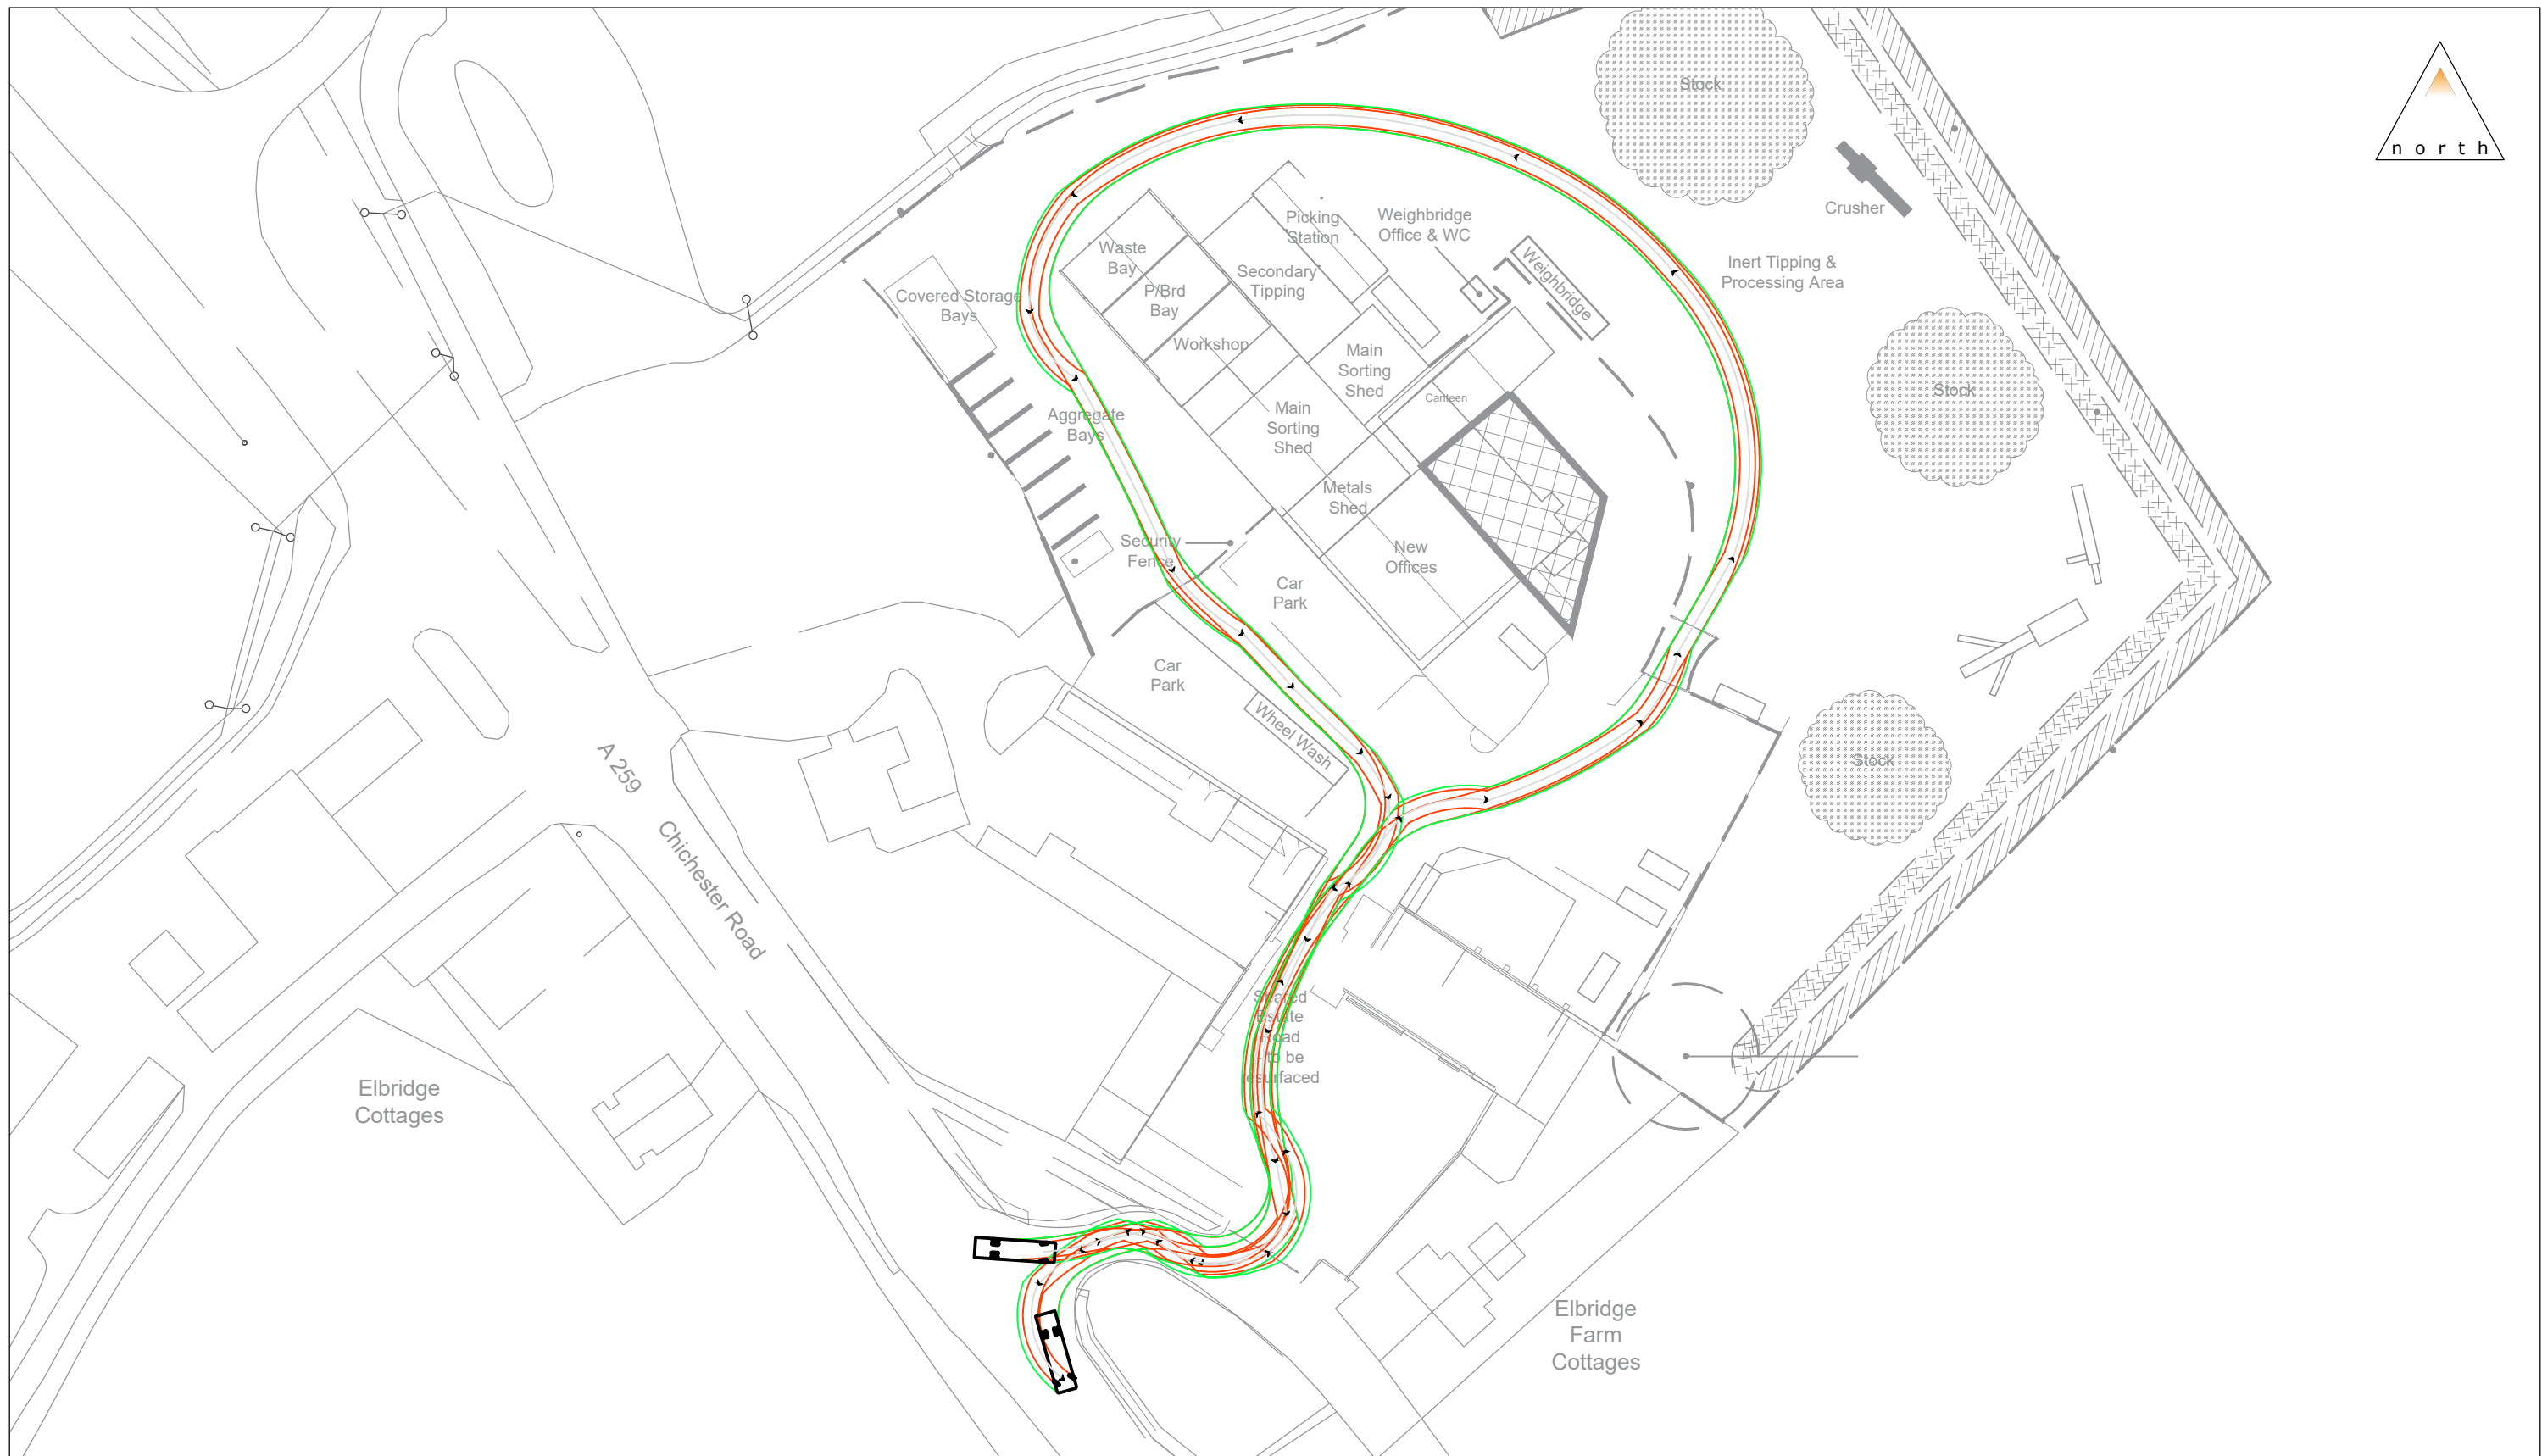 Stock
north
Crusher
Picking
Station
Weighbridge
Office & WC
Waste
Bay
Secondary
Tipping
Weighbridge
Inert Tipping &
Processing Area
Covered Storage
Bays
P/Brd
Bay
Workshop
Main
Sorting
Shed
Canteen
Stock
Aggregate
Bays
Main
Sorting
Shed
Metals
Shed
Security
Fence
New
Offices
Car
Park
Car
Park
Wheel Wash
Stock
A 259
Chichester Road
Shared
Estate
Road
- to be
resurfaced
Elbridge
Cottages
Elbridge
Farm
Cottages